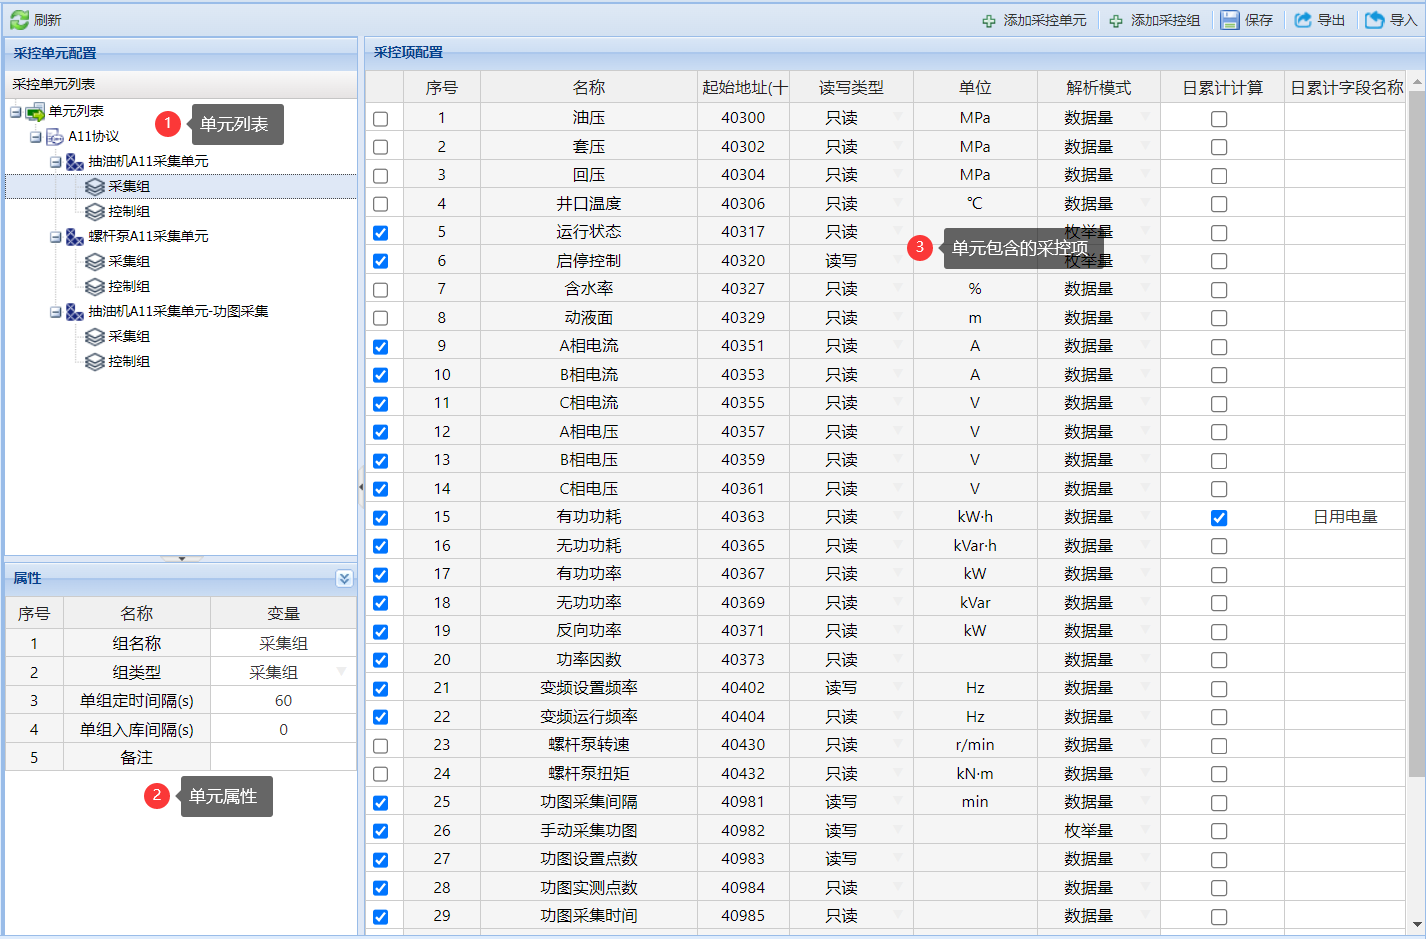 刷新 添加采控单元 添加采控组 保存 导出 导入
采控单元配置
采控单元列表
单元列表
A11协议
抽油机A11采集单元
采集组
控制组
螺杆泵A11采集单元
采集组
控制组
抽油机A11采集单元-功图采集
采集组
控制组
1 单元列表
属性
序号 名称 变量
1 组名称 采集组
2 组类型 采集组
3 单组定时间隔(s) 60
4 单组入库间隔(s) 0
5 备注
2 单元属性
采控项配置
序号 名称 起始地址(十 读写类型 单位 解析模式 日累计计算 日累计字段名称
1 油压 40300 只读 MPa 数据量
2 套压 40302 只读 MPa 数据量
3 回压 40304 只读 MPa 数据量
4 井口温度 40306 只读 ℃ 数据量
5 运行状态 40317 只读 枚举量
3 单元包含的采控项
6 启停控制 40320 读写 枚举量
7 含水率 40327 只读 % 数据量
8 动液面 40329 只读 m 数据量
9 A相电流 40351 只读 A 数据量
10 B相电流 40353 只读 A 数据量
11 C相电流 40355 只读 V 数据量
12 A相电压 40357 只读 V 数据量
13 B相电压 40359 只读 V 数据量
14 C相电压 40361 只读 V 数据量
15 有功功耗 40363 只读 kW·h 数据量 日用电量
16 无功功耗 40365 只读 kVar·h 数据量
17 有功功率 40367 只读 kW 数据量
18 无功功率 40369 只读 kVar 数据量
19 反向功率 40371 只读 kW 数据量
20 功率因数 40373 只读 数据量
21 变频设置频率 40402 读写 Hz 数据量
22 变频运行频率 40404 只读 Hz 数据量
23 螺杆泵转速 40430 只读 r/min 数据量
24 螺杆泵扭矩 40432 只读 kN·m 数据量
25 功图采集间隔 40981 读写 min 数据量
26 手动采集功图 40982 读写 枚举量
27 功图设置点数 40983 读写 数据量
28 功图实测点数 40984 只读 数据量
29 功图采集时间 40985 只读 数据量